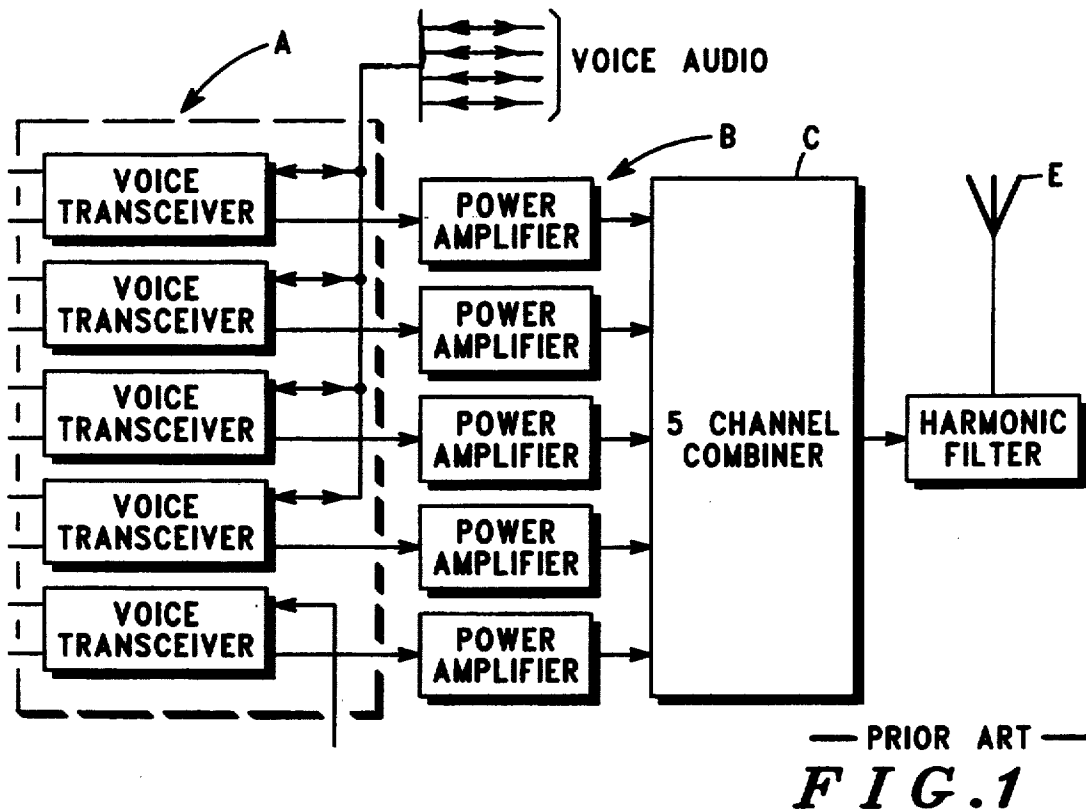 A
VOICE AUDIO
B
C
E
VOICE
TRANSCEIVER
POWER
AMPLIFIER
VOICE
TRANSCEIVER
POWER
AMPLIFIER
VOICE
TRANSCEIVER
POWER
AMPLIFIER
5 CHANNEL
COMBINER
HARMONIC
FILTER
VOICE
TRANSCEIVER
POWER
AMPLIFIER
VOICE
TRANSCEIVER
POWER
AMPLIFIER
PRIOR ART
FIG.1